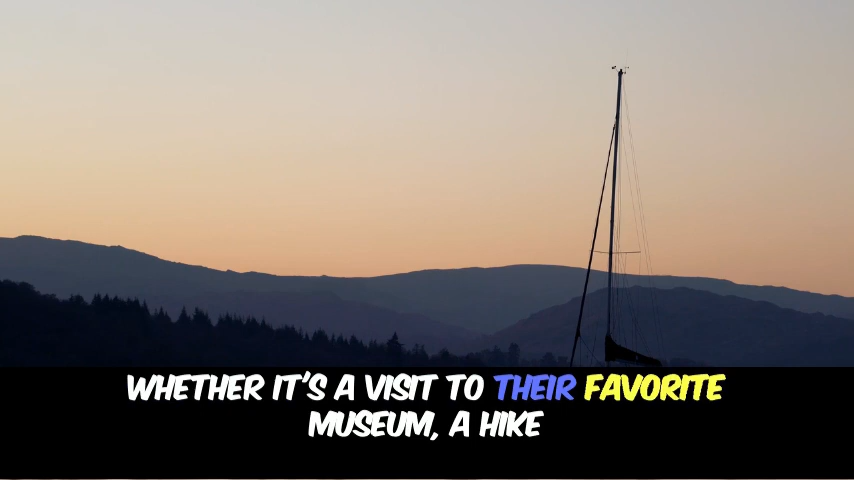 WHETHER IT'S A VISIT TO THEIR FAVORITE
MUSEUM, A HIKE